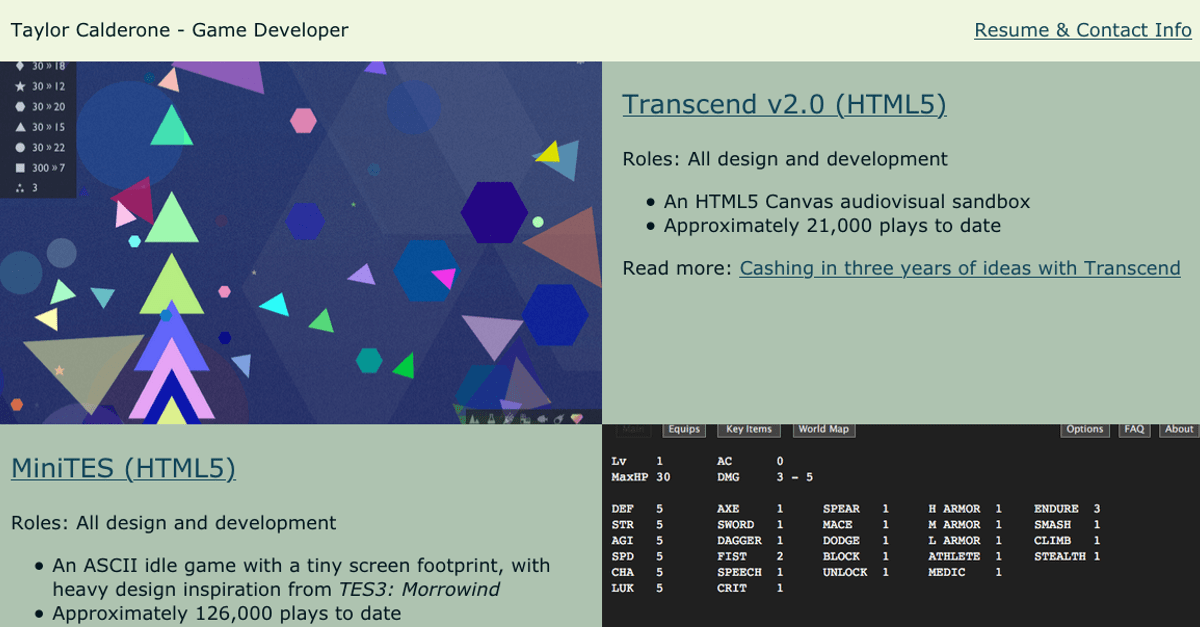 Taylor Calderone - Game Developer
Resume & Contact Info
30 » 18
30 » 12
30 » 20
30 » 15
30 » 22
300 » 7
3
Transcend v2.0 (HTML5)
Roles: All design and development
• An HTML5 Canvas audiovisual sandbox
• Approximately 21,000 plays to date
Read more: Cashing in three years of ideas with Transcend
MiniTES (HTML5)
Roles: All design and development
• An ASCII idle game with a tiny screen footprint, with
heavy design inspiration from TES3: Morrowind
• Approximately 126,000 plays to date
Main Equips Key Items World Map Options FAQ About
Lv 1 AC 0
MaxHP 30 DMG 3 - 5
DEF 5 AXE 1 SPEAR 1 H ARMOR 1 ENDURE 3
STR 5 SWORD 1 MACE 1 M ARMOR 1 SMASH 1
AGI 5 DAGGER 1 DODGE 1 L ARMOR 1 CLIMB 1
SPD 5 FIST 2 BLOCK 1 ATHLETE 1 STEALTH 1
CHA 5 SPEECH 1 UNLOCK 1 MEDIC 1
LUK 5 CRIT 1